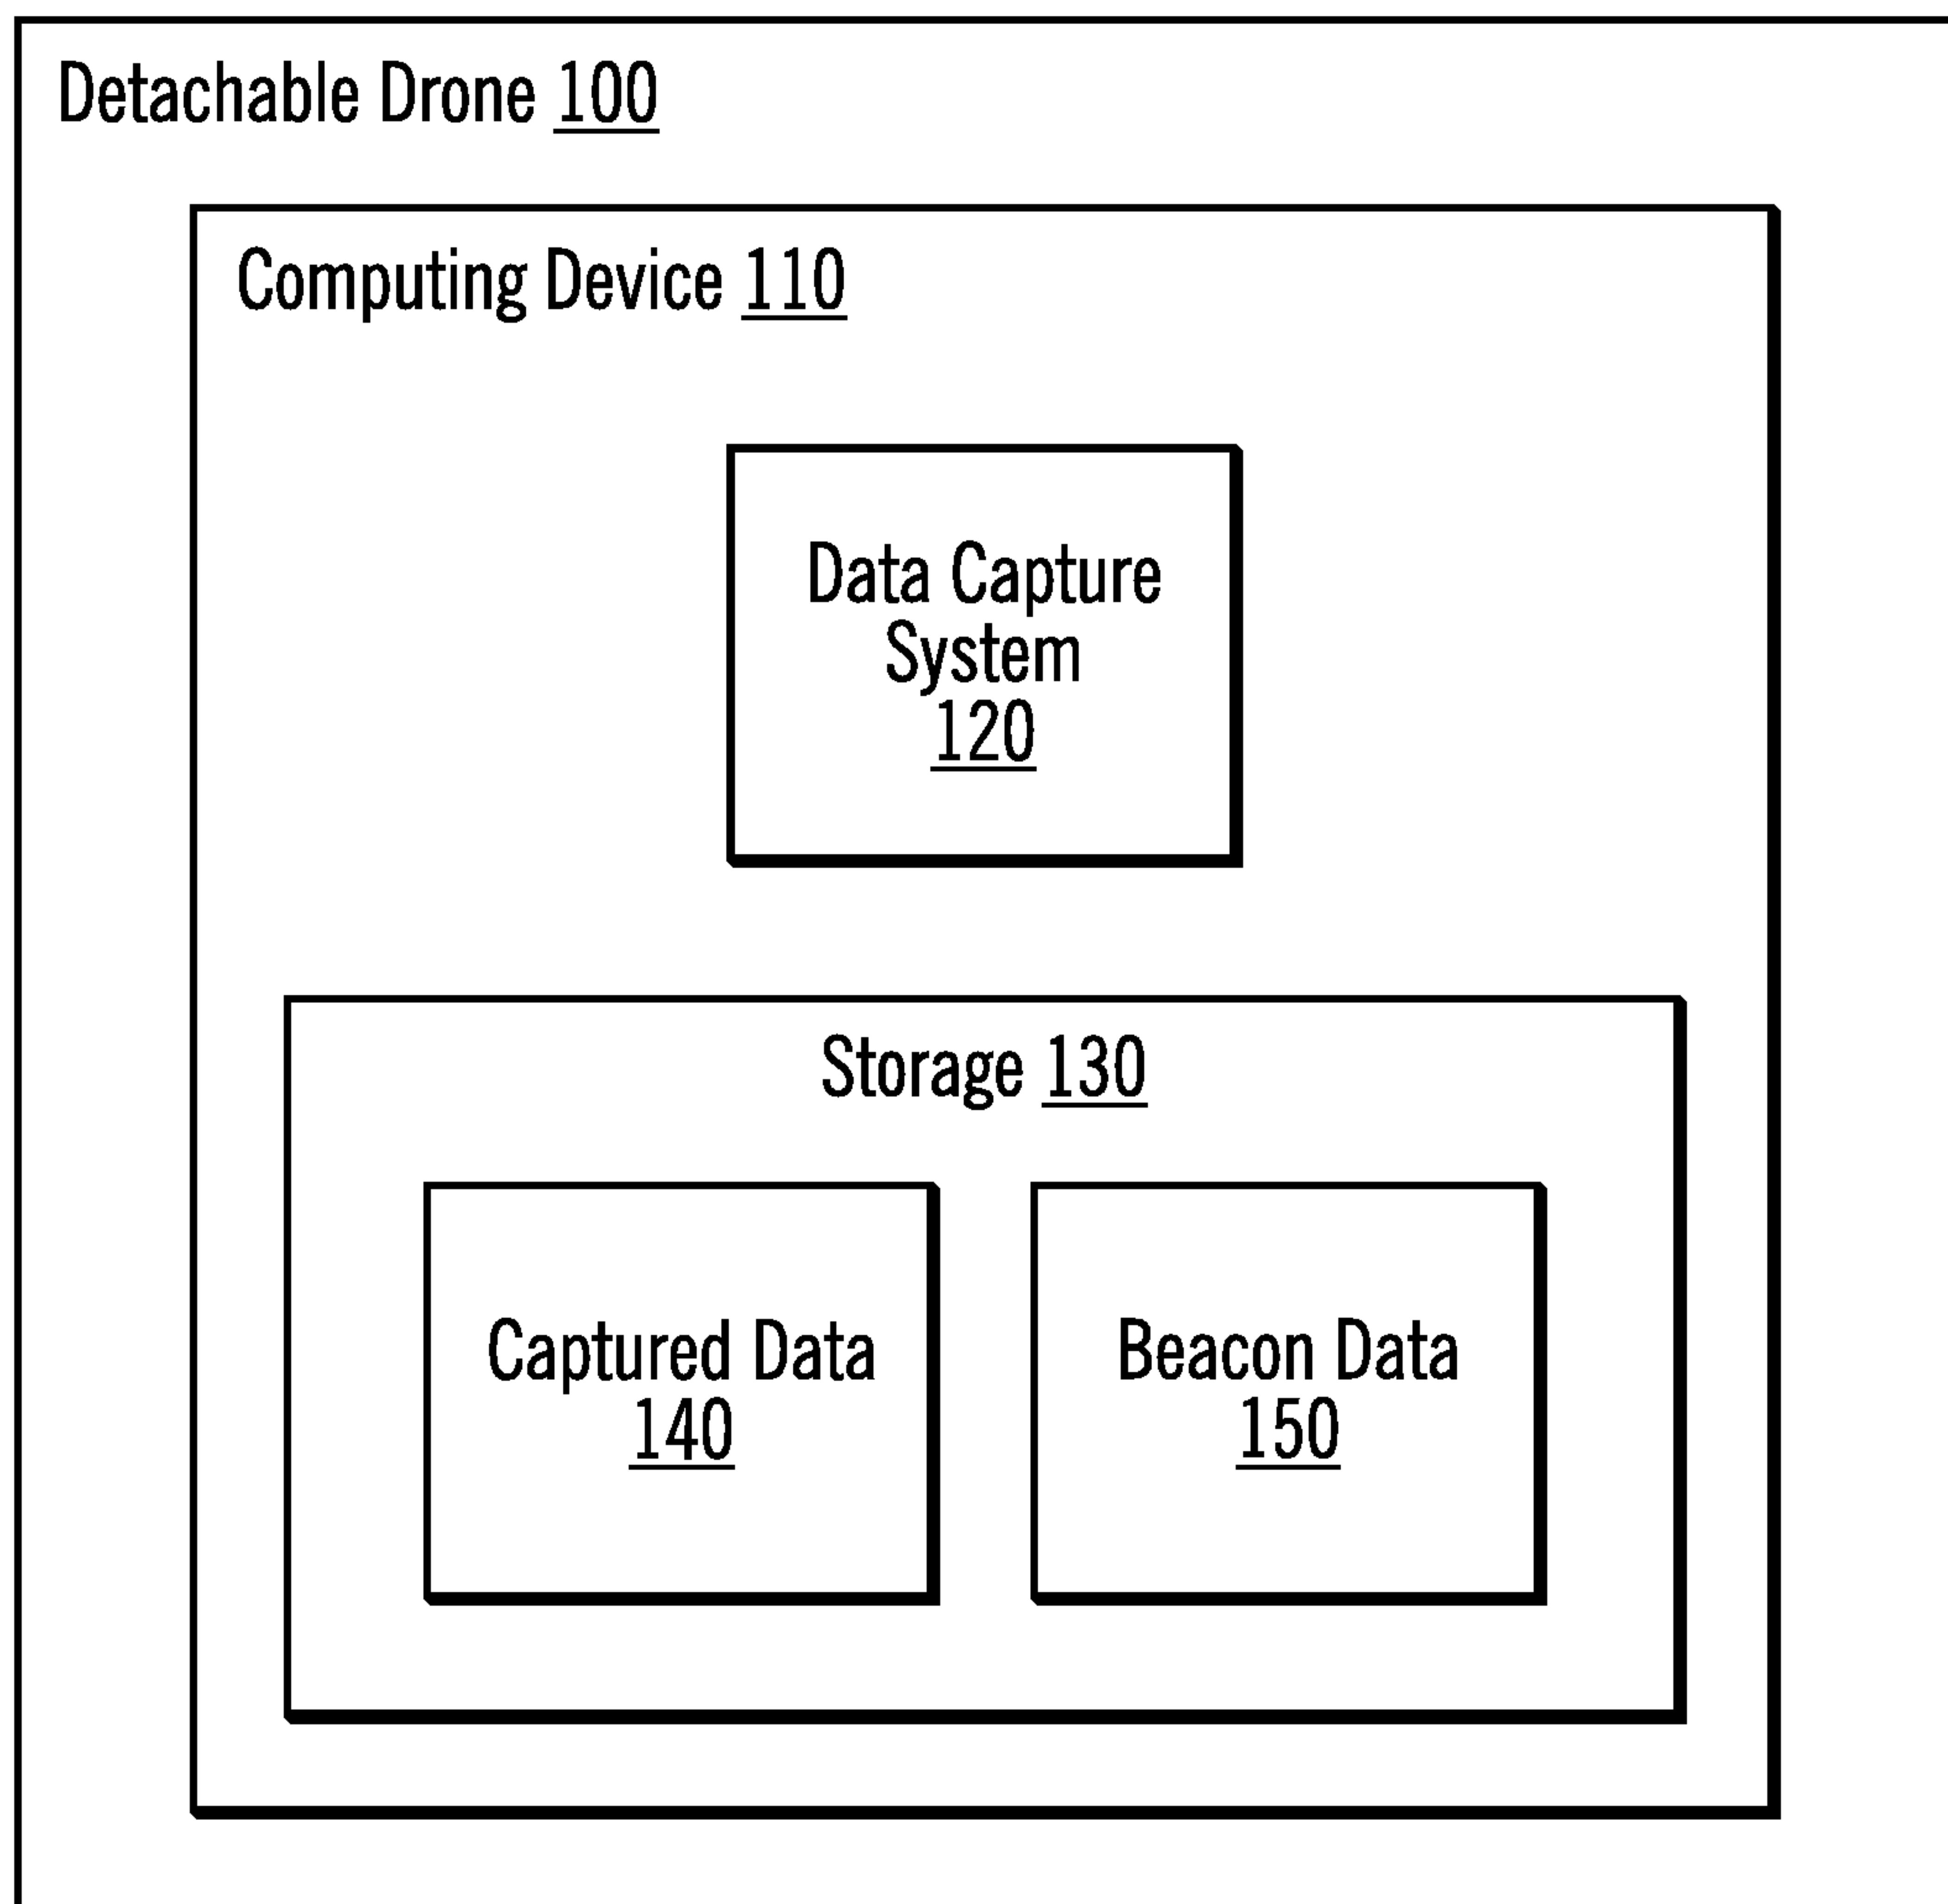 Detachable Drone 100
Computing Device 110
Data Capture
System
120
Storage 130
Captured Data
140
Beacon Data
150